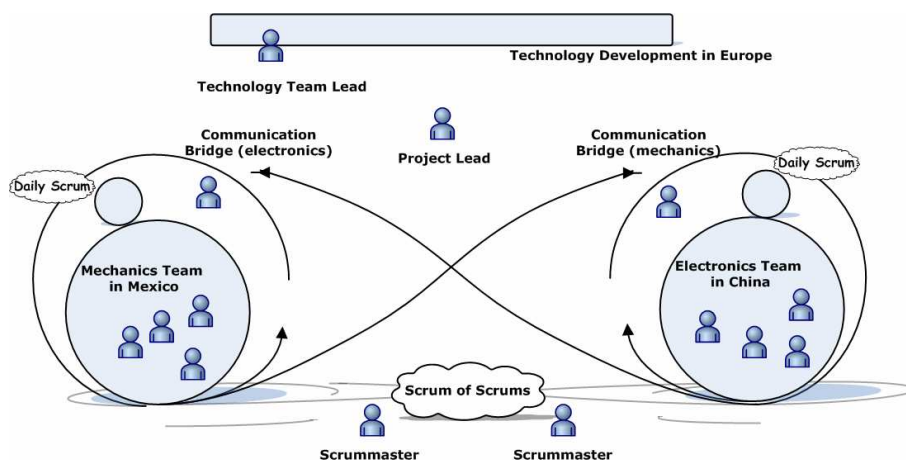 Technology Development in Europe
Technology Team Lead
Communication
Bridge (electronics)
Project Lead
Communication
Bridge (mechanics)
Daily Scrum
Daily Scrum
Mechanics Team
in Mexico
Electronics Team
in China
Scrum of Scrums
Scrummaster
Scrummaster